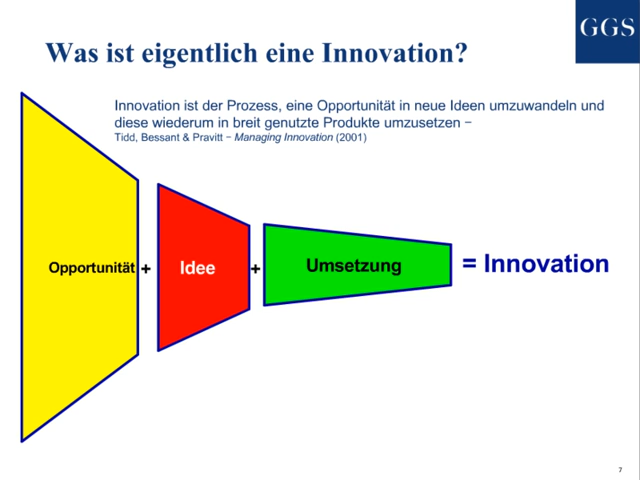 GGS
Was ist eigentlich eine Innovation?
Innovation ist der Prozess, eine Opportunität in neue Ideen umzuwandeln und
diese wiederum in breit genutzte Produkte umzusetzen –
Tidd, Bessant & Pravitt – Managing Innovation (2001)
Opportunität + Idee + Umsetzung = Innovation
7